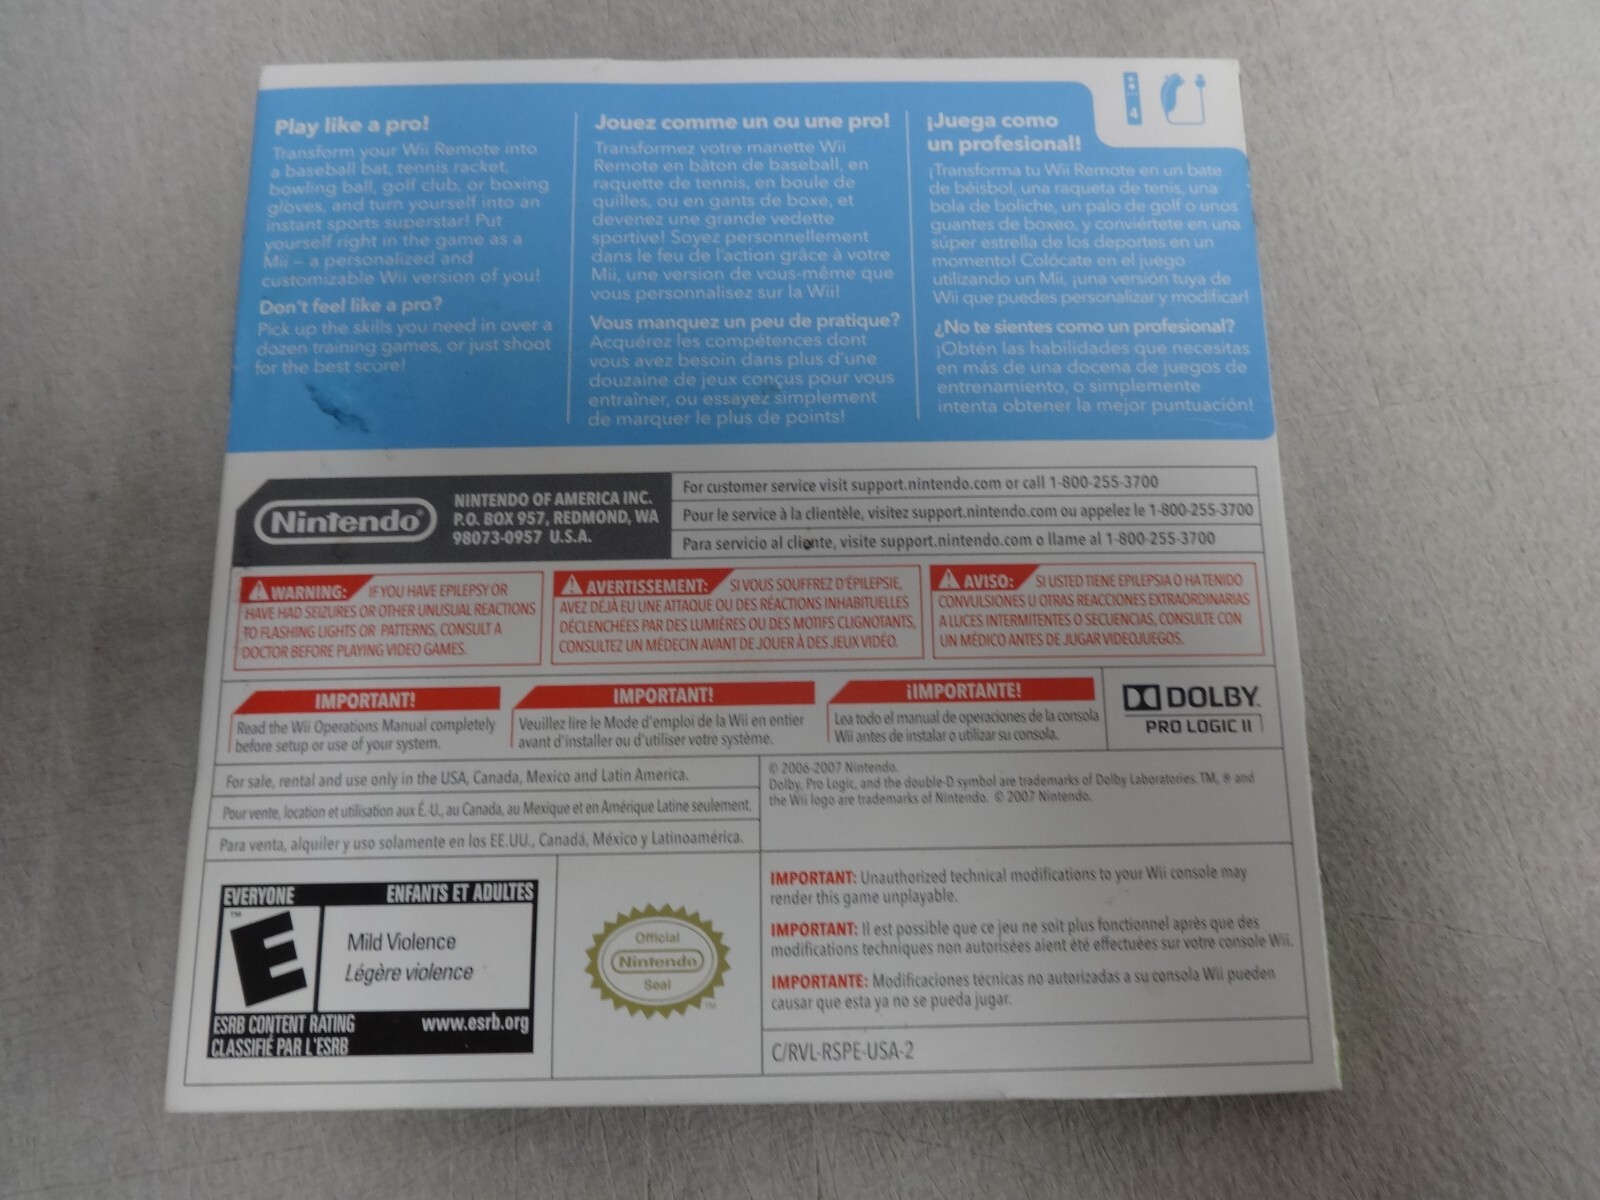 4
Play like a pro!
Transform your Wii Remote into
a baseball bat, tennis racket,
bowling ball, golf club, or boxing
gloves, and turn yourself into an
instant sports superstar! Put
yourself right in the game as a
Mii – a personalized and
customizable Wii version of you!
Don't feel like a pro?
Pick up the skills you need in over a
dozen training games, or just shoot
for the best score!
Jouez comme un ou une pro!
Transformez votre manette Wii
Remote en bâton de baseball, en
raquette de tennis, en boule de
quilles, ou en gants de boxe, et
devenez une grande vedette
sportive! Soyez personnellement
dans le feu de l'action grâce à votre
Mii, une version de vous-même que
vous personnalisez sur la Wii!
Vous manquez un peu de pratique?
Acquérez les compétences dont
vous avez besoin dans plus d'une
douzaine de jeux conçus pour vous
entraîner, ou essayez simplement
de marquer le plus de points!
¡Juega como
un profesional!
¡Transforma tu Wii Remote en un bate
de béisbol, una raqueta de tenis, una
bola de boliche, un palo de golf o unos
guantes de boxeo, y conviértete en una
súper estrella de los deportes en un
momento! Colócate en el juego
utilizando un Mii, ¡una versión tuya de
Wii que puedes personalizar y modificar!
¿No te sientes como un profesional?
¡Obtén las habilidades que necesitas
en más de una docena de juegos de
entrenamiento, o simplemente
intenta obtener la mejor puntuación!
Nintendo®
NINTENDO OF AMERICA INC.
P.O. BOX 957, REDMOND, WA
98073-0957 U.S.A.
For customer service visit support.nintendo.com or call 1-800-255-3700
Pour le service à la clientèle, visitez support.nintendo.com ou appelez le 1-800-255-3700
Para servicio al cliente, visite support.nintendo.com o llame al 1-800-255-3700
WARNING: IF YOU HAVE EPILEPSY OR
HAVE HAD SEIZURES OR OTHER UNUSUAL REACTIONS
TO FLASHING LIGHTS OR PATTERNS, CONSULT A
DOCTOR BEFORE PLAYING VIDEO GAMES.
AVERTISSEMENT: SI VOUS SOUFFREZ D'ÉPILEPSIE,
AVEZ DÉJÀ EU UNE ATTAQUE OU DES RÉACTIONS INHABITUELLES
DÉCLENCHÉES PAR DES LUMIÈRES OU DES MOTIFS CLIGNOTANTS,
CONSULTEZ UN MÉDECIN AVANT DE JOUER À DES JEUX VIDÉO.
AVISO: SI USTED TIENE EPILEPSIA O HA TENIDO
CONVULSIONES U OTRAS REACCIONES EXTRAORDINARIAS
A LUCES INTERMITENTES O SECUENCIAS, CONSULTE CON
UN MÉDICO ANTES DE JUGAR VIDEOJUEGOS.
IMPORTANT!
Read the Wii Operations Manual completely
before setup or use of your system.
IMPORTANT!
Veuillez lire le Mode d'emploi de la Wii en entier
avant d'installer ou d'utiliser votre système.
¡IMPORTANTE!
Lea todo el manual de operaciones de la consola
Wii antes de instalar o utilizar su consola.
DOLBY.
PRO LOGIC II
For sale, rental and use only in the USA, Canada, Mexico and Latin America.
Pour vente, location et utilisation aux É.-U., au Canada, au Mexique et en Amérique Latine seulement.
Para venta, alquiler y uso solamente en los EE.UU., Canadá, México y Latinoamérica.
© 2006-2007 Nintendo.
Dolby, Pro Logic, and the double-D symbol are trademarks of Dolby Laboratories. TM, ® and
the Wii logo are trademarks of Nintendo. © 2007 Nintendo.
EVERYONE ENFANTS ET ADULTES
TM
E
Mild Violence
Légère violence
ESRB CONTENT RATING www.esrb.org
CLASSIFIÉ PAR L'ESRB
Official
Nintendo
Seal
TM
IMPORTANT: Unauthorized technical modifications to your Wii console may
render this game unplayable.
IMPORTANT: Il est possible que ce jeu ne soit plus fonctionnel après que des
modifications techniques non autorisées aient été effectuées sur votre console Wii.
IMPORTANTE: Modificaciones técnicas no autorizadas a su consola Wii pueden
causar que esta ya no se pueda jugar.
C/RVL-RSPE-USA-2